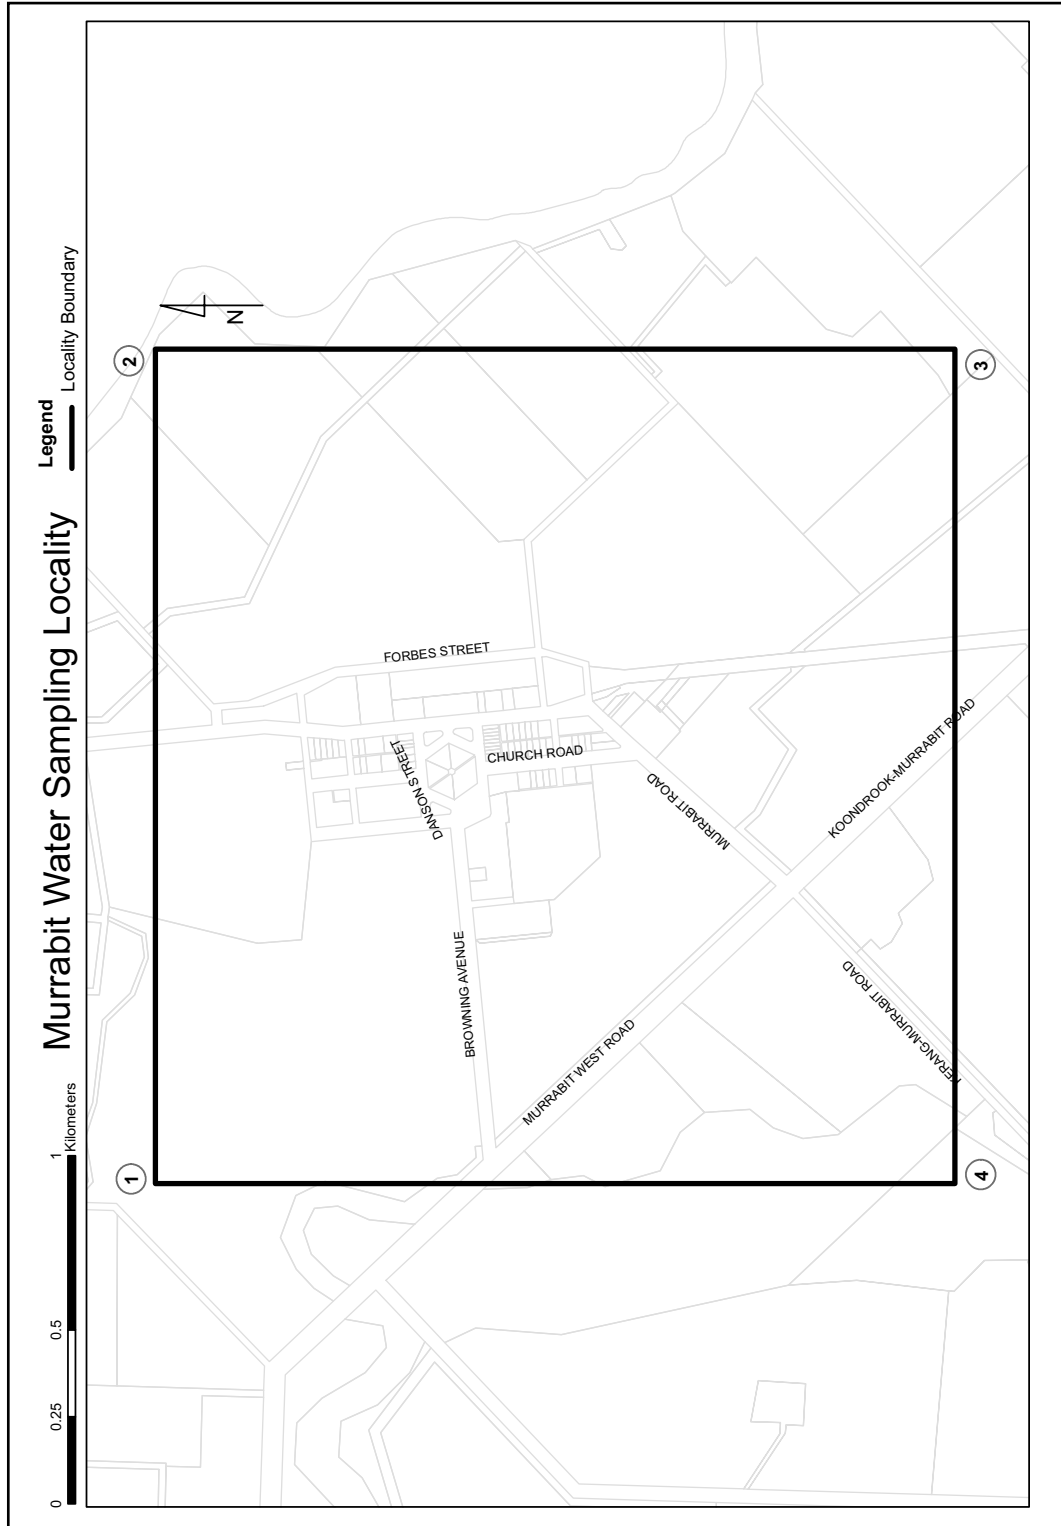 Murrabit Water Sampling Locality
Legend
Locality Boundary
0 0.25 0.5 1
Kilometers
N
1
2
3
4
FORBES STREET
DANSON STREET
CHURCH ROAD
BROWNING AVENUE
MURRABIT ROAD
MURRABIT WEST ROAD
KOONDROOK-MURRABIT ROAD
KERANG-MURRABIT ROAD